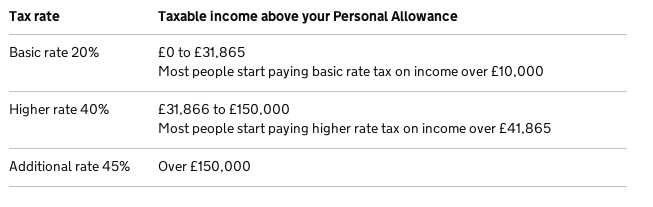 Tax rate Taxable income above your Personal Allowance
Basic rate 20% £0 to £31,865
Most people start paying basic rate tax on income over £10,000
Higher rate 40% £31,866 to £150,000
Most people start paying higher rate tax on income over £41,865
Additional rate 45% Over £150,000